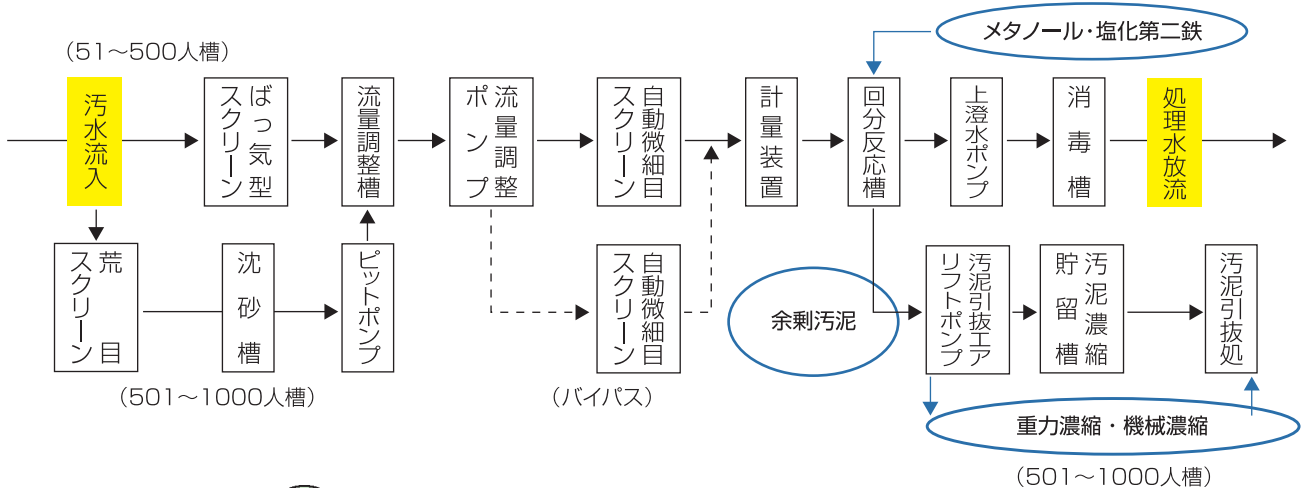 メタノール・塩化第二鉄
(51〜500人槽)
汚水流入
ばっ気型
スクリーン
流量調整槽
流量調整
ポンプ
自動微細目
スクリーン
計量装置
回分反応槽
上澄水ポンプ
消毒槽
処理水放流
荒目
スクリーン
沈砂槽
ピットポンプ
自動微細目
スクリーン
余剰汚泥
汚泥引抜エア
リフトポンプ
汚泥濃縮
貯留槽
汚泥引抜処
(501〜1000人槽)
(バイパス)
重力濃縮・機械濃縮
(501〜1000人槽)